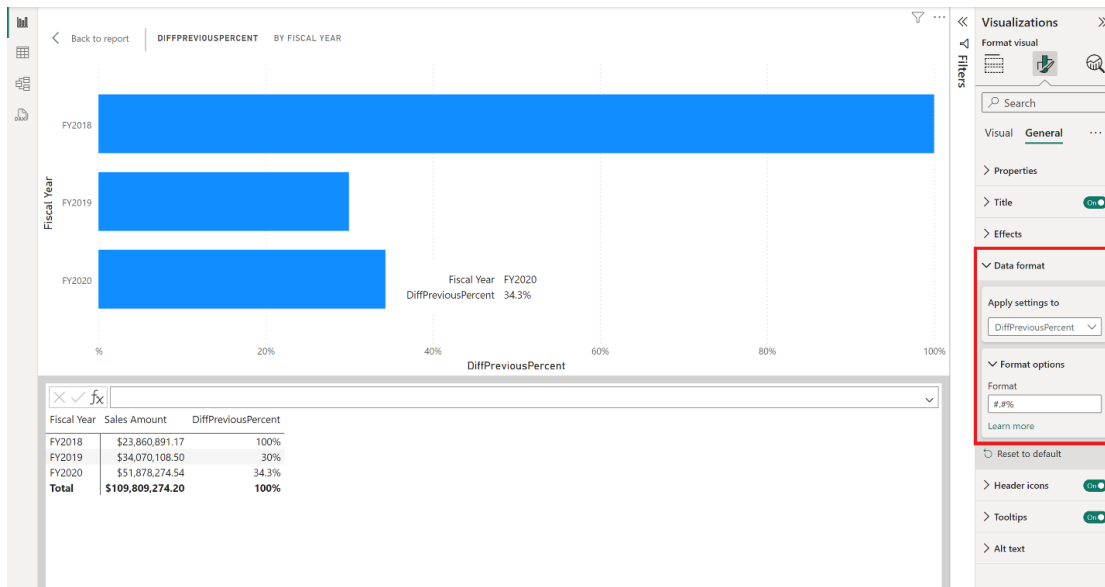 Back to report DIFFPREVIOUSPERCENT BY FISCAL YEAR
Fiscal Year
FY2018
FY2019
FY2020
Fiscal Year FY2020
DiffPreviousPercent 34.3%
% 20% 40% 60% 80% 100%
DiffPreviousPercent
fx
Fiscal Year Sales Amount DiffPreviousPercent
FY2018 $23,860,891.17 100%
FY2019 $34,070,108.50 30%
FY2020 $51,878,274.54 34.3%
Total $109,809,274.20 100%
Filters
Visualizations
Format visual
Search
Visual General ...
Properties
Title On
Effects
Data format
Apply settings to
DiffPreviousPercent
Format options
Format
#.#%
Learn more
Reset to default
Header icons On
Tooltips On
Alt text